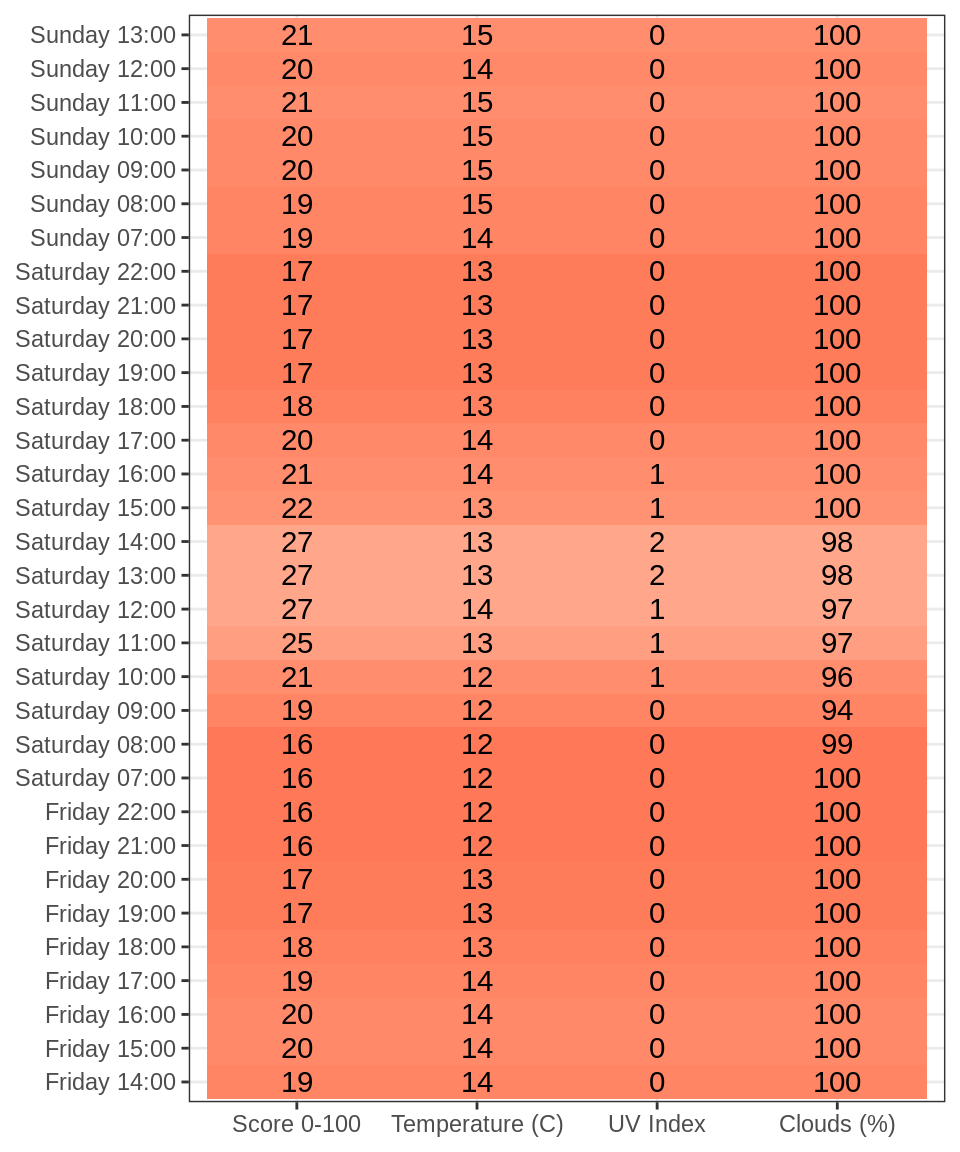 Sunday 13:00 21 15 0 100
Sunday 12:00 20 14 0 100
Sunday 11:00 21 15 0 100
Sunday 10:00 20 15 0 100
Sunday 09:00 20 15 0 100
Sunday 08:00 19 15 0 100
Sunday 07:00 19 14 0 100
Saturday 22:00 17 13 0 100
Saturday 21:00 17 13 0 100
Saturday 20:00 17 13 0 100
Saturday 19:00 17 13 0 100
Saturday 18:00 18 13 0 100
Saturday 17:00 20 14 0 100
Saturday 16:00 21 14 1 100
Saturday 15:00 22 13 1 100
Saturday 14:00 27 13 2 98
Saturday 13:00 27 13 2 98
Saturday 12:00 27 14 1 97
Saturday 11:00 25 13 1 97
Saturday 10:00 21 12 1 96
Saturday 09:00 19 12 0 94
Saturday 08:00 16 12 0 99
Saturday 07:00 16 12 0 100
Friday 22:00 16 12 0 100
Friday 21:00 16 12 0 100
Friday 20:00 17 13 0 100
Friday 19:00 17 13 0 100
Friday 18:00 18 13 0 100
Friday 17:00 19 14 0 100
Friday 16:00 20 14 0 100
Friday 15:00 20 14 0 100
Friday 14:00 19 14 0 100
Score 0-100 Temperature (C) UV Index Clouds (%)